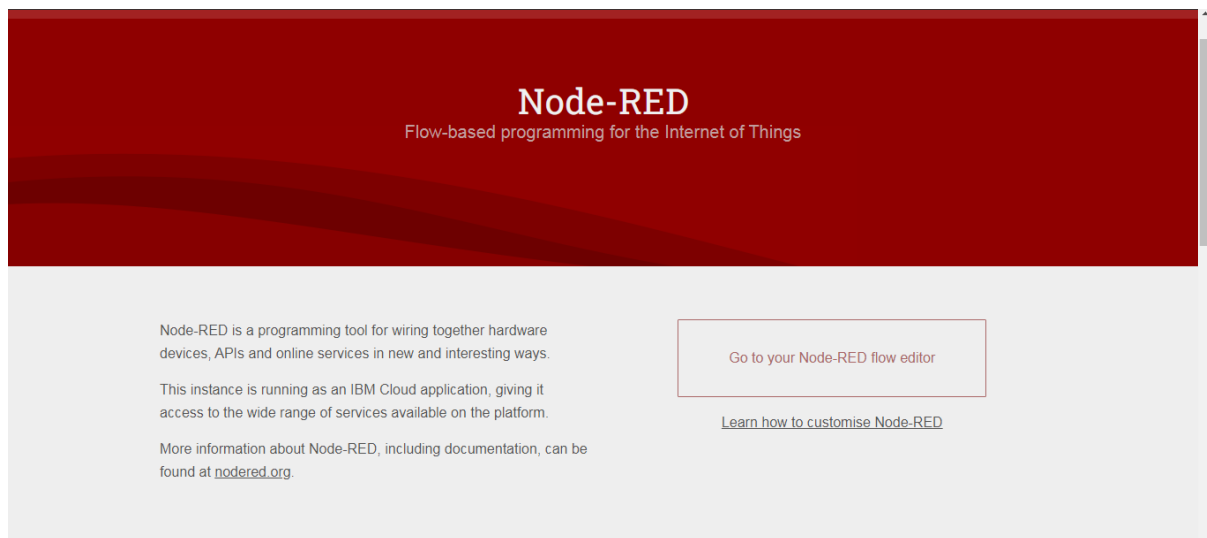 Node-RED
Flow-based programming for the Internet of Things
Node-RED is a programming tool for wiring together hardware
devices, APIs and online services in new and interesting ways.
This instance is running as an IBM Cloud application, giving it
access to the wide range of services available on the platform.
More information about Node-RED, including documentation, can be
found at nodered.org.
Go to your Node-RED flow editor
Learn how to customise Node-RED